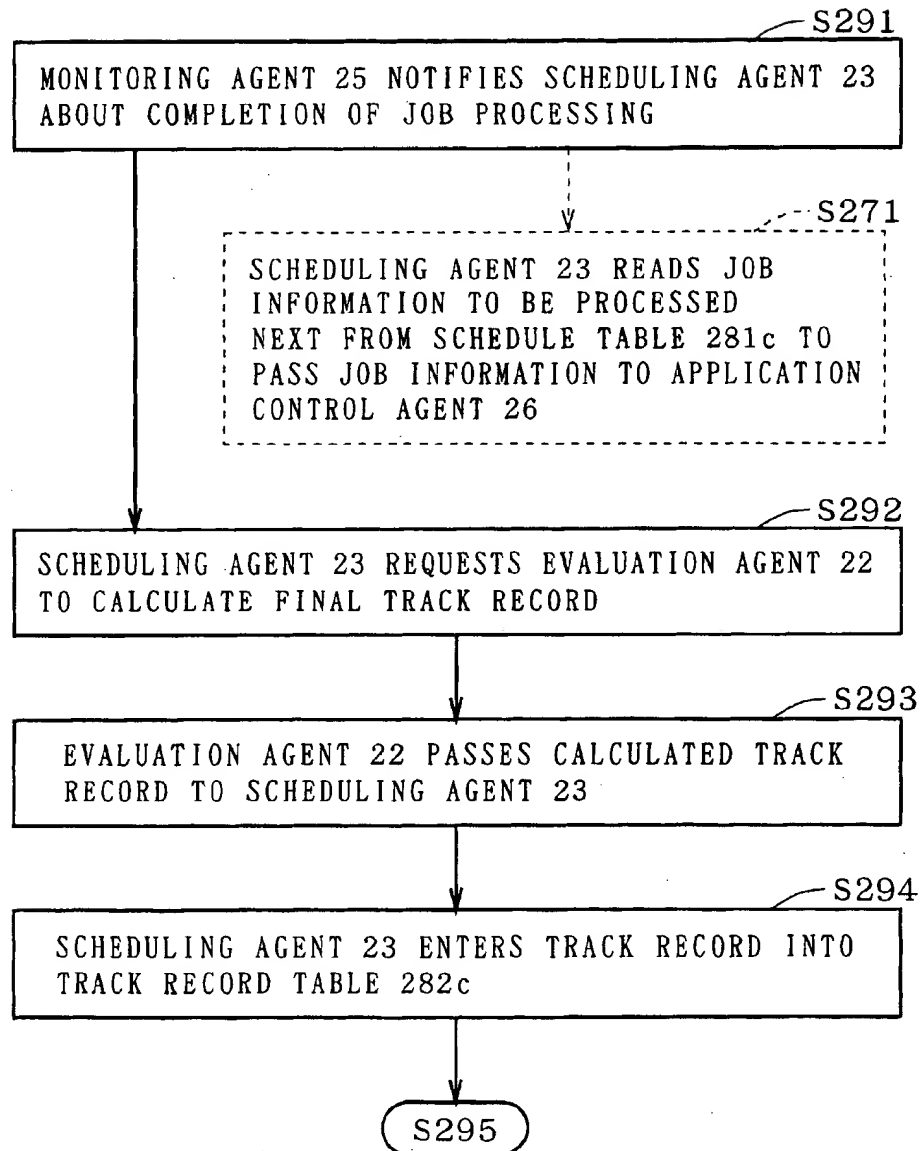 S291
MONITORING AGENT 25 NOTIFIES SCHEDULING AGENT 23
ABOUT COMPLETION OF JOB PROCESSING
S271
SCHEDULING AGENT 23 READS JOB
INFORMATION TO BE PROCESSED
NEXT FROM SCHEDULE TABLE 281c TO
PASS JOB INFORMATION TO APPLICATION
CONTROL AGENT 26
S292
SCHEDULING AGENT 23 REQUESTS EVALUATION AGENT 22
TO CALCULATE FINAL TRACK RECORD
S293
EVALUATION AGENT 22 PASSES CALCULATED TRACK
RECORD TO SCHEDULING AGENT 23
S294
SCHEDULING AGENT 23 ENTERS TRACK RECORD INTO
TRACK RECORD TABLE 282c
S295